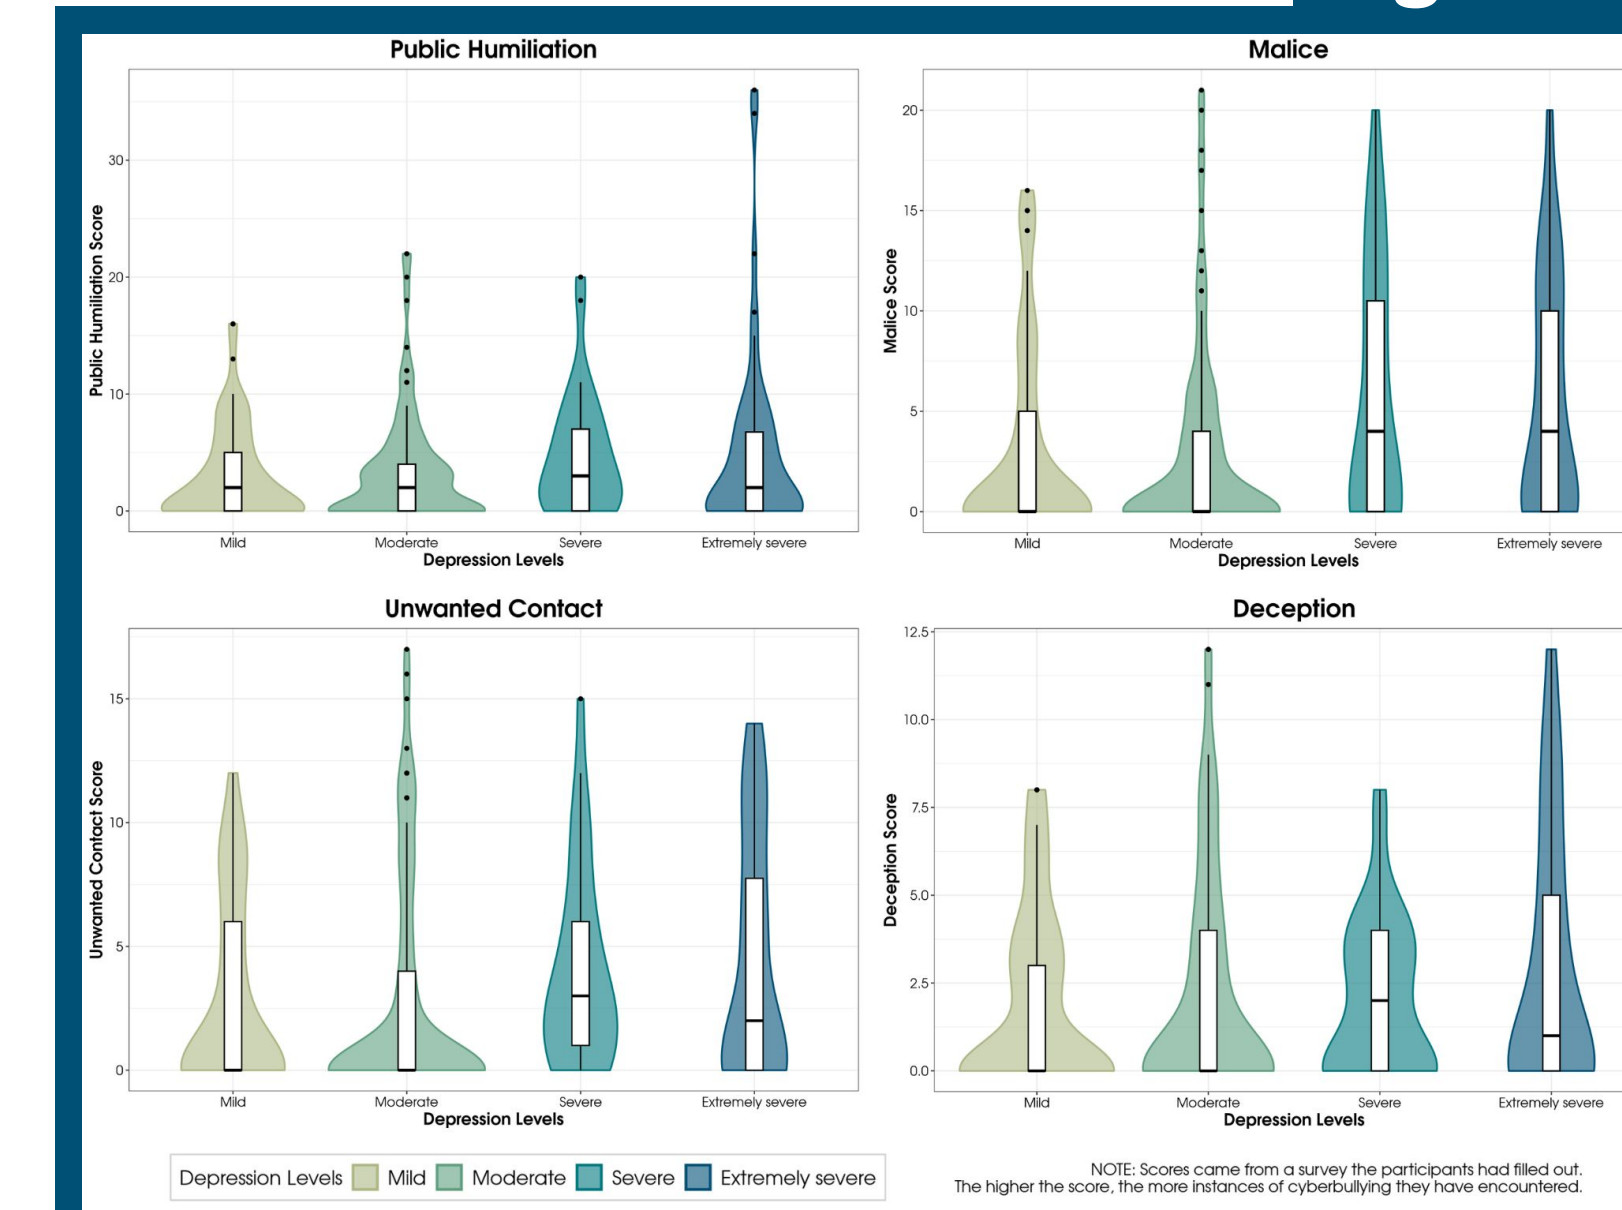 Public Humiliation
Public Humiliation Score
30
20
10
0
Mild
Moderate
Severe
Extremely severe
Depression Levels
Malice
Malice Score
20
15
10
5
0
Mild
Moderate
Severe
Extremely severe
Depression Levels
Unwanted Contact
Unwanted Contact Score
15
10
5
0
Mild
Moderate
Severe
Extremely severe
Depression Levels
Deception
Deception Score
12.5
10.0
7.5
5.0
2.5
0.0
Mild
Moderate
Severe
Extremely severe
Depression Levels
Depression Levels Mild Moderate Severe Extremely severe
NOTE: Scores came from a survey the participants had filled out.
The higher the score, the more instances of cyberbullying they have encountered.